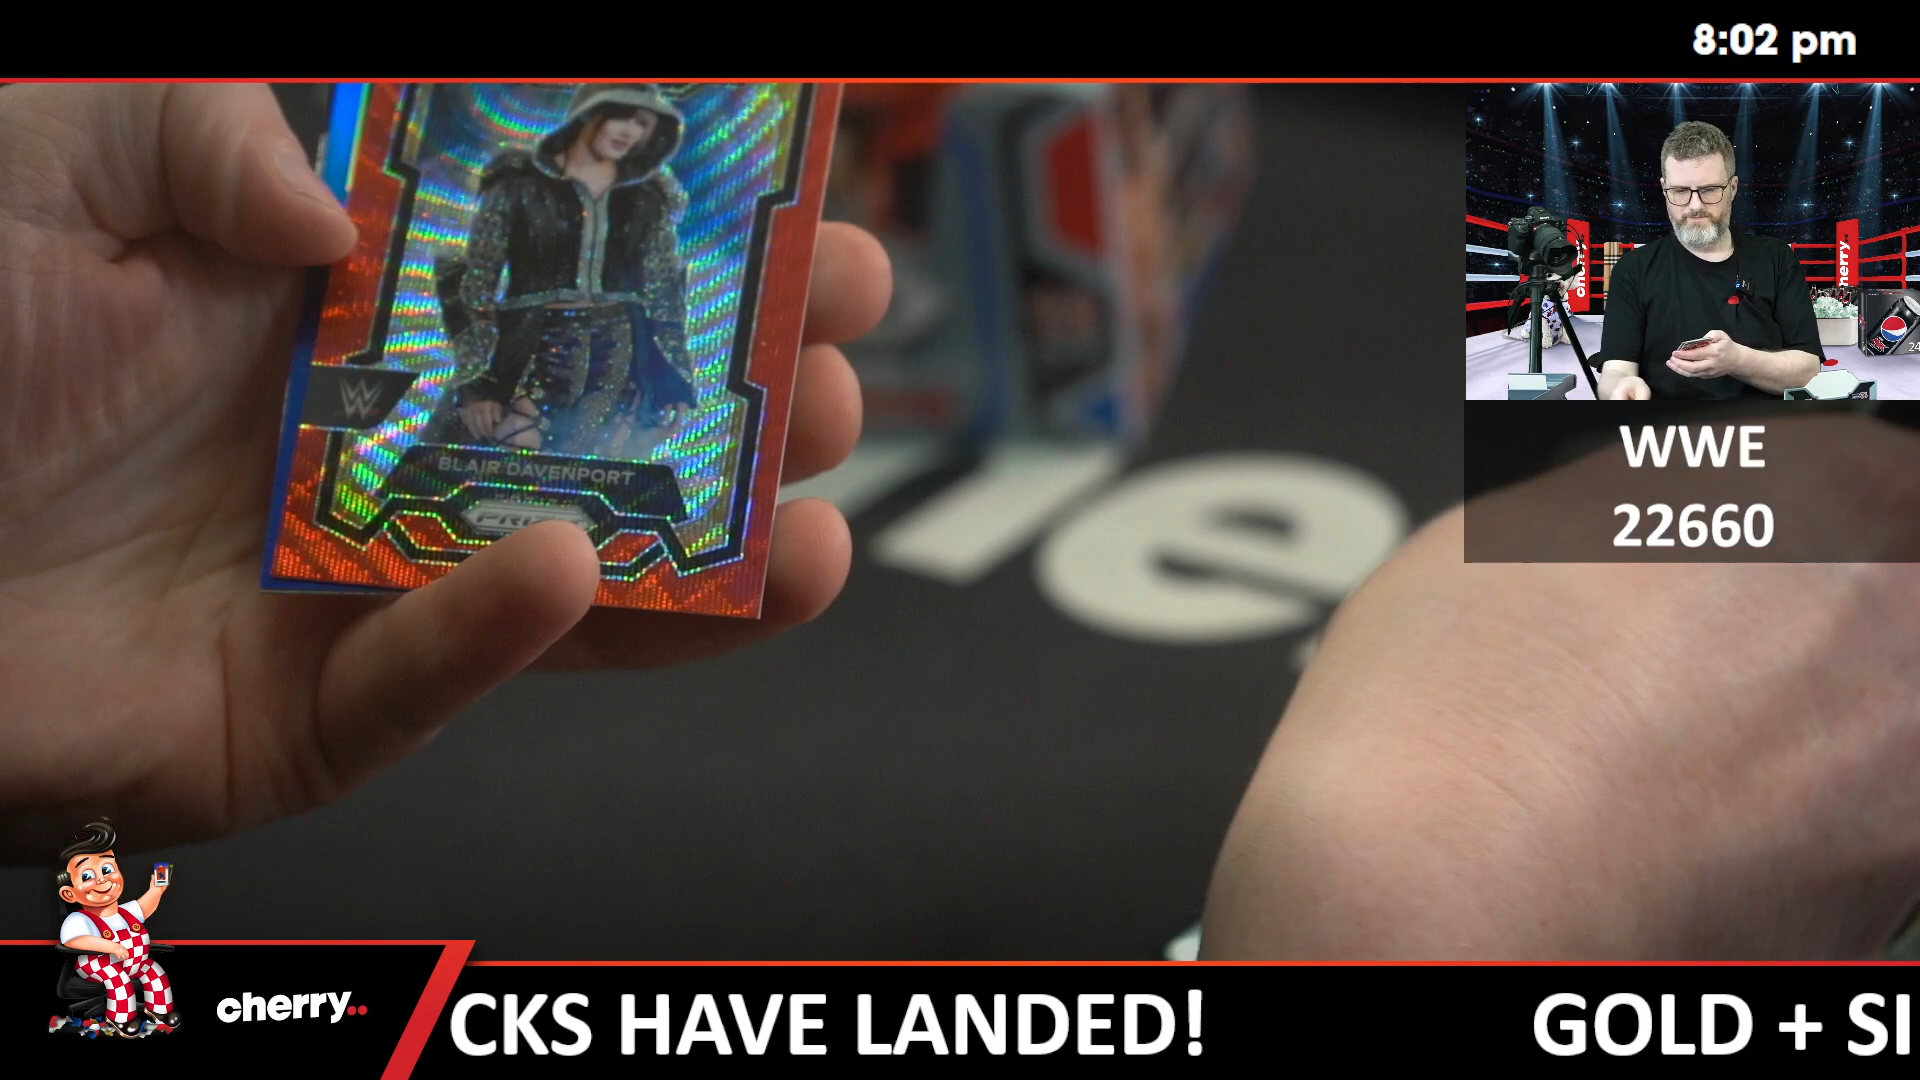 8:02 pm
BLAIR DAVENPORT
WWE
22660
cherry..
CKS HAVE LANDED!
GOLD + SI